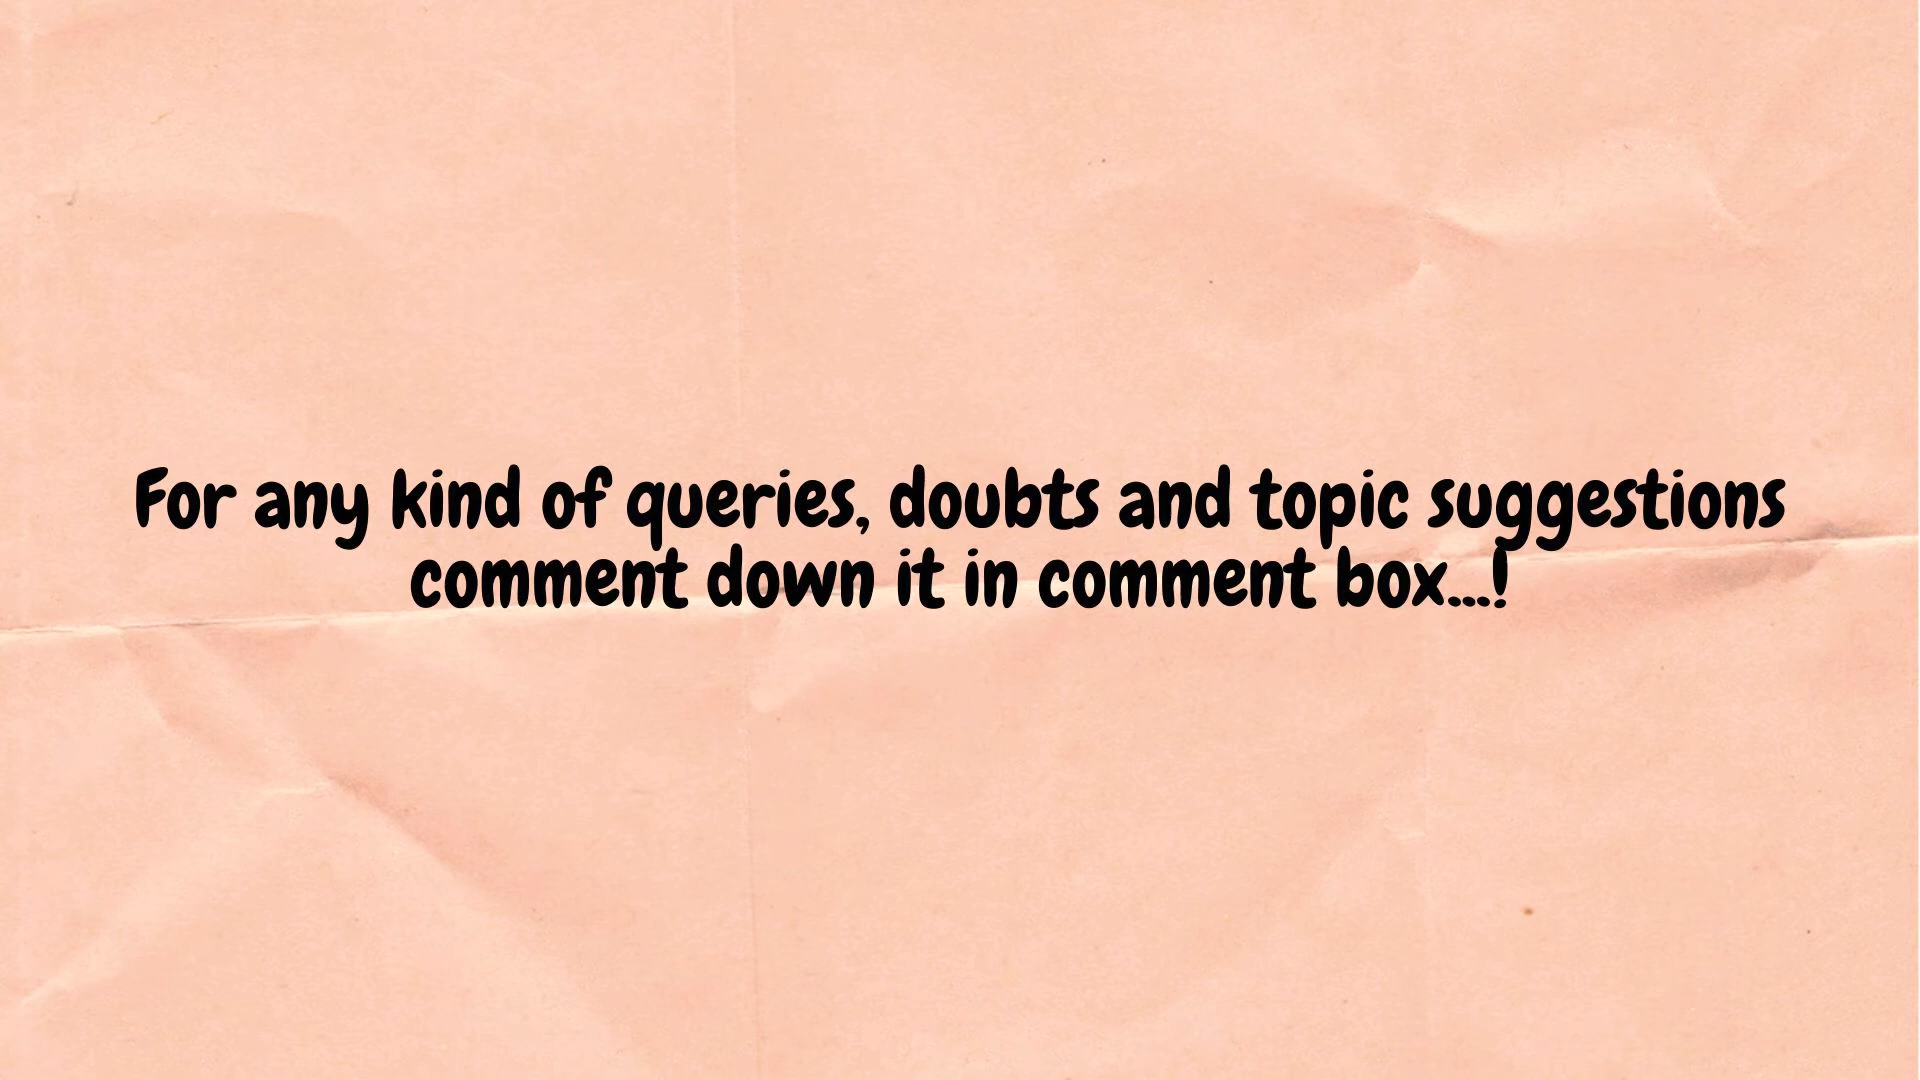 For any kind of queries, doubts and topic suggestions
comment down it in comment box...!